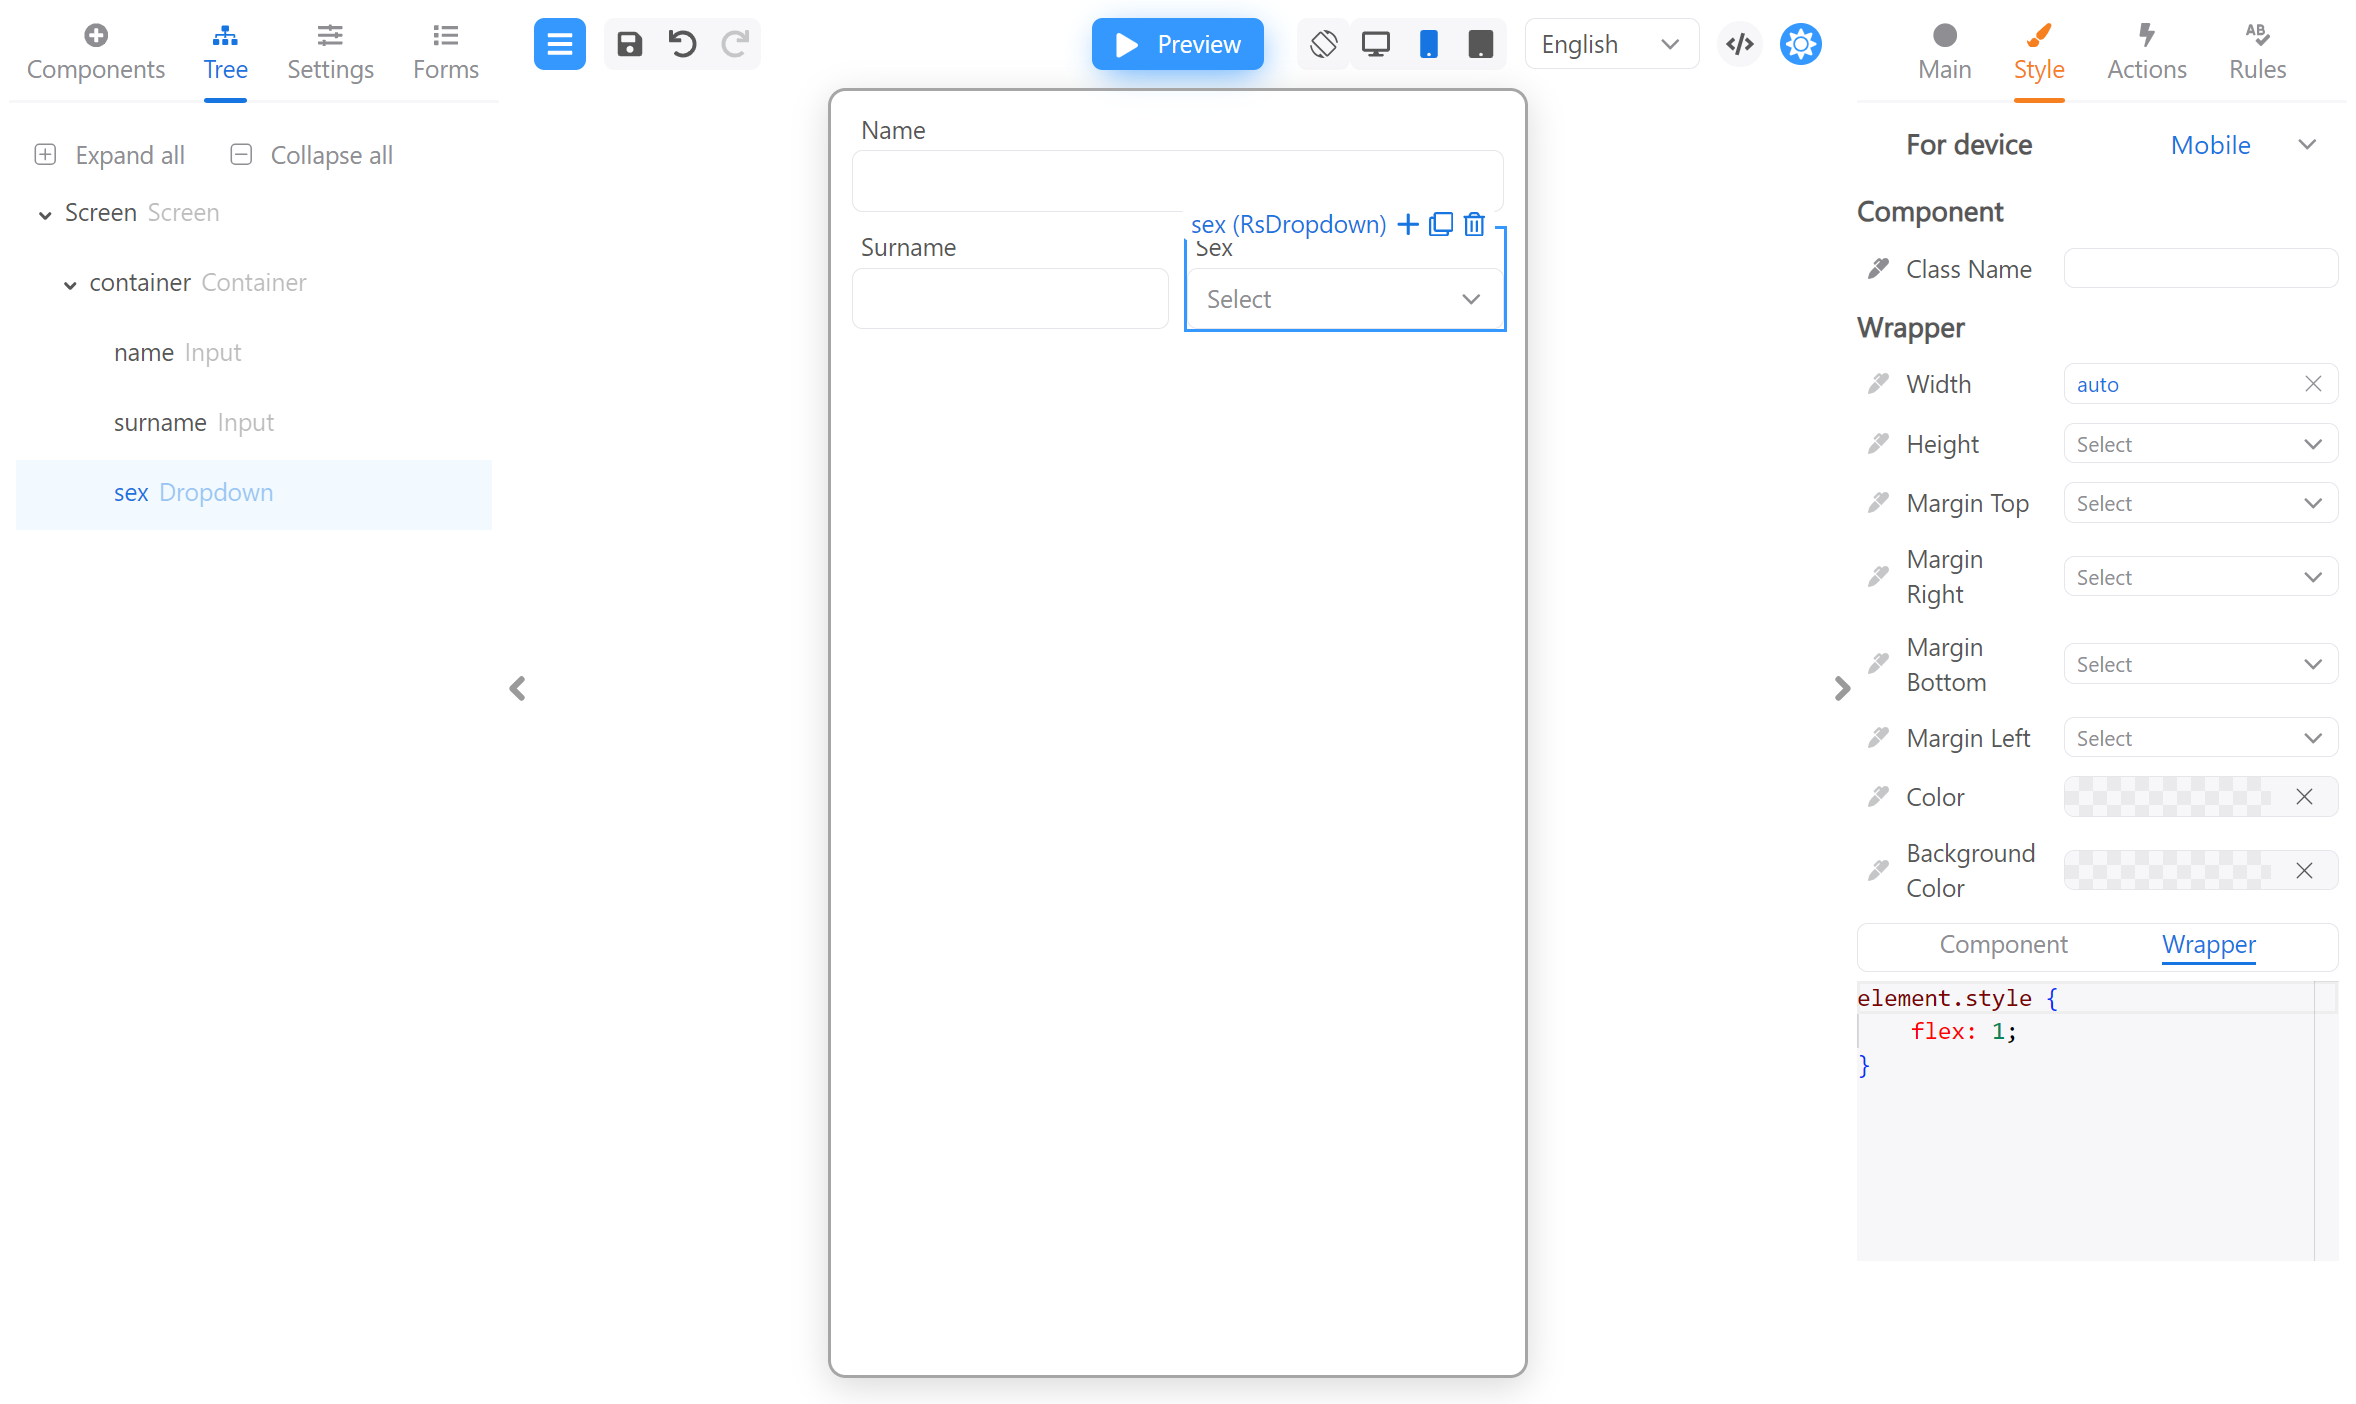 Components Tree Settings Forms
Preview
English
Main Style Actions Rules
Expand all Collapse all
Screen Screen
container Container
name Input
surname Input
sex Dropdown
Name
sex (RsDropdown)
Surname
Sex
Select
For device Mobile
Component
Class Name
Wrapper
Width auto
Height Select
Margin Top Select
Margin
Right
Select
Margin
Bottom
Select
Margin Left Select
Color
Background
Color
Component Wrapper
element.style {
flex: 1;
}